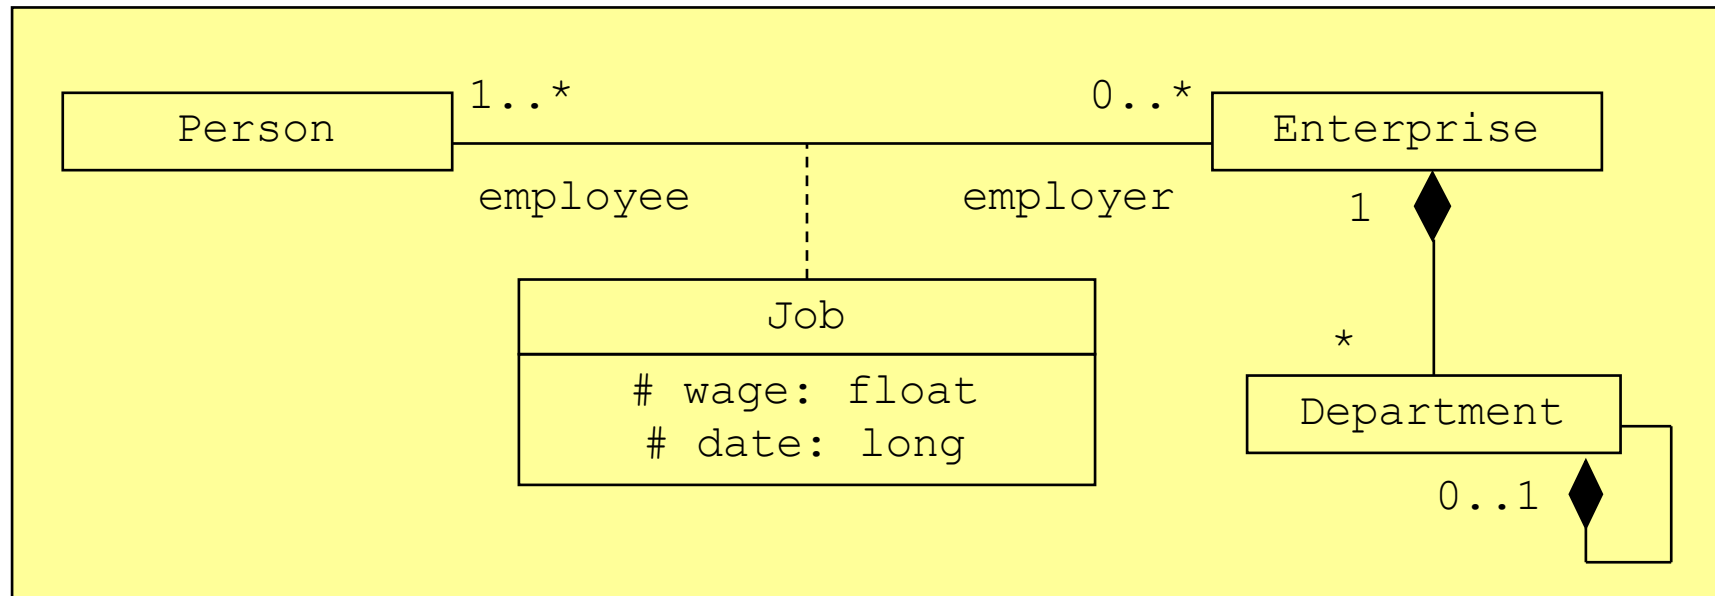 1..*
0..*
Person
Enterprise
employee
employer
1
Job
*
# wage: float
# date: long
Department
0..1